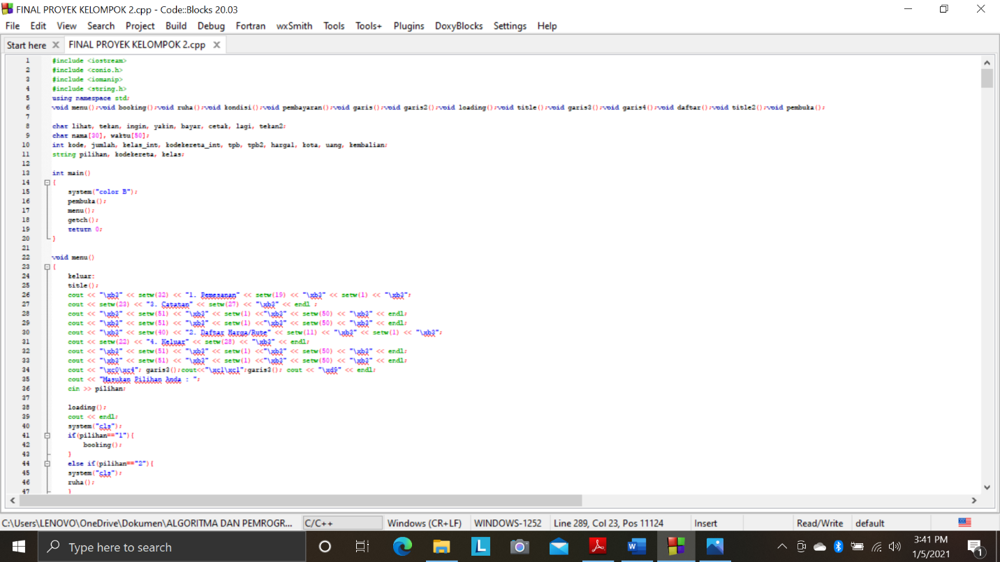 FINAL PROYEK KELOMPOK 2.cpp - Code::Blocks 20.03
File Edit View Search Project Build Debug Fortran wxSmith Tools Tools+ Plugins DoxyBlocks Settings Help
Start here FINAL PROYEK KELOMPOK 2.cpp
1 #include <iostream>
2 #include <conio.h>
3 #include <iomanip>
4 #include <string.h>
5 using namespace std;
6 void menu();void booking();void ruha();void kondisi();void pembayaran();void garis();void garis2();void loading();void title();void garis3();void garis4();void daftar();void title2();void pembuka();
7
8 char lihat, tekan, ingin, yakin, bayar, cetak, lagi, tekan2;
9 char nama[30], waktu[50];
10 int kode, jumlah, kelas_int, kodekereta_int, tpb, tpb2, harga1, kota, uang, kembalian;
11 string pilihan, kodekereta, kelas;
12
13 int main()
14 {
15 system("color B");
16 pembuka();
17 menu();
18 getch();
19 return 0;
20 }
21
22 void menu()
23 {
24 keluar:
25 title();
26 cout << "\xb3" << setw(32) << "1. Pemesanan" << setw(19) << "\xb3" << setw(1) << "\xb3";
27 cout << setw(23) << "3. Catatan" << setw(27) << "\xb3" << endl ;
28 cout << "\xb3" << setw(51) << "\xb3" << setw(1) <<"\xb3" << setw(50) << "\xb3" << endl;
29 cout << "\xb3" << setw(51) << "\xb3" << setw(1) <<"\xb3" << setw(50) << "\xb3" << endl;
30 cout << "\xb3" << setw(40) << "2. Daftar Harga/Rute" << setw(11) << "\xb3" << setw(1) << "\xb3";
31 cout << setw(22) << "4. Keluar" << setw(28) << "\xb3" << endl;
32 cout << "\xb3" << setw(51) << "\xb3" << setw(1) <<"\xb3" << setw(50) << "\xb3" << endl;
33 cout << "\xb3" << setw(51) << "\xb3" << setw(1) <<"\xb3" << setw(50) << "\xb3" << endl;
34 cout << "\xc0\xc4"; garis3();cout<<"\xc1\xc1";garis3(); cout << "\xd9" << endl;
35 cout << "Masukan Pilihan Anda : ";
36 cin >> pilihan;
37
38 loading();
39 cout << endl;
40 system("cls");
41 if(pilihan=="1"){
42 booking();
43 }
44 else if(pilihan=="2"){
45 system("cls");
46 ruha();
47 }
C:\Users\LENOVO\OneDrive\Dokumen\ALGORITMA DAN PEMROGR... C/C++ Windows (CR+LF) WINDOWS-1252 Line 289, Col 23, Pos 11124 Insert Read/Write default
Type here to search 3:41 PM
1/5/2021 1